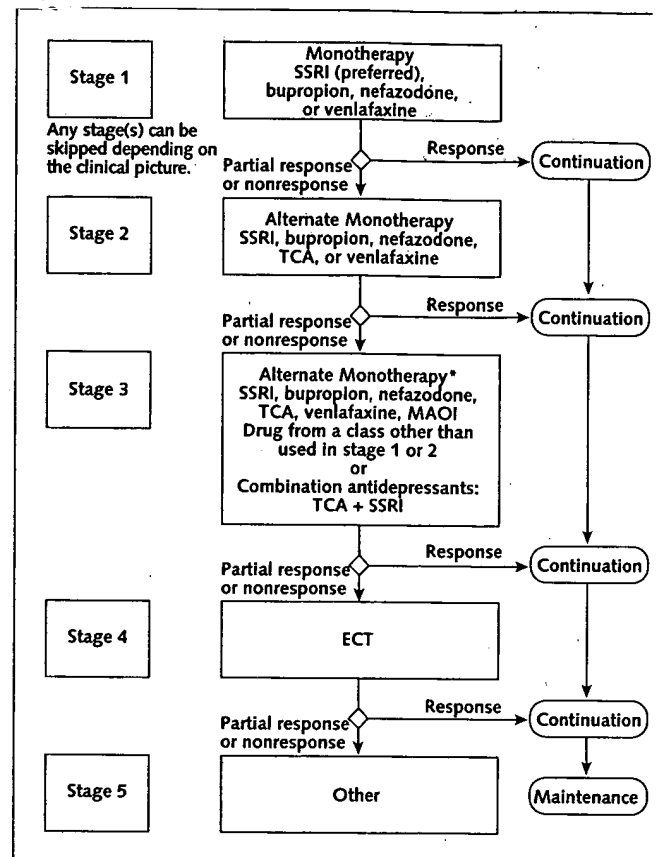 Stage 1
Monotherapy
SSRI (preferred),
bupropion, nefazodone,
or venlafaxine
Any stage(s) can be
skipped depending on
the clinical picture.
Partial response
or nonresponse
Response
Continuation
Stage 2
Alternate Monotherapy
SSRI, bupropion, nefazodone,
TCA, or venlafaxine
Partial response
or nonresponse
Response
Continuation
Stage 3
Alternate Monotherapy*
SSRI, bupropion, nefazodone,
TCA, venlafaxine, MAOI
Drug from a class other than
used in stage 1 or 2
or
Combination antidepressants:
TCA + SSRI
Partial response
or nonresponse
Response
Continuation
Stage 4
ECT
Partial response
or nonresponse
Response
Continuation
Stage 5
Other
Maintenance